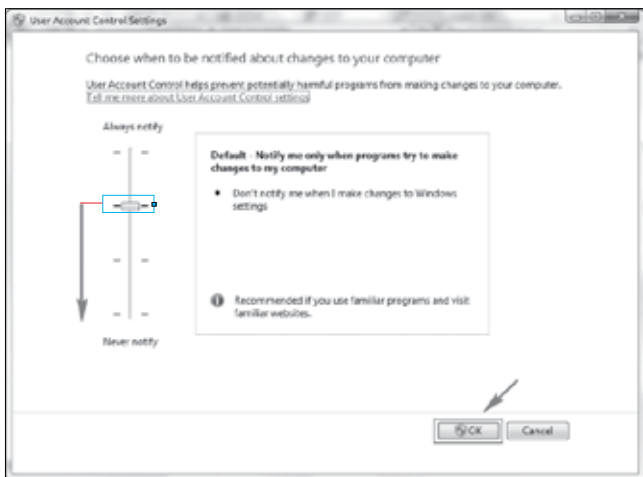 User Account Control Settings
Choose when to be notified about changes to your computer
User Account Control helps prevent potentially harmful programs from making changes to your computer.
Tell me more about User Account Control settings
Always notify
Default - Notify me only when programs try to make
changes to my computer
• Don't notify me when I make changes to Windows
settings
Recommended if you use familiar programs and visit
familiar websites.
Never notify
OK
Cancel